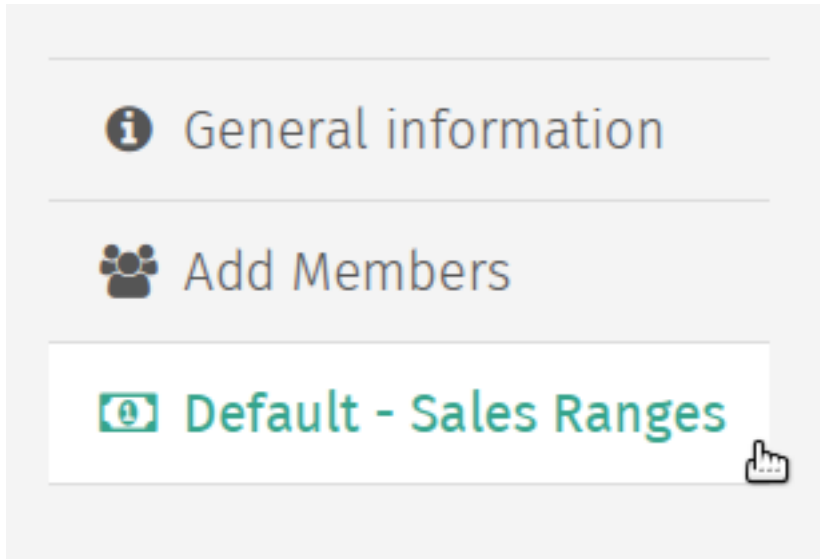 General information
Add Members
Default - Sales Ranges